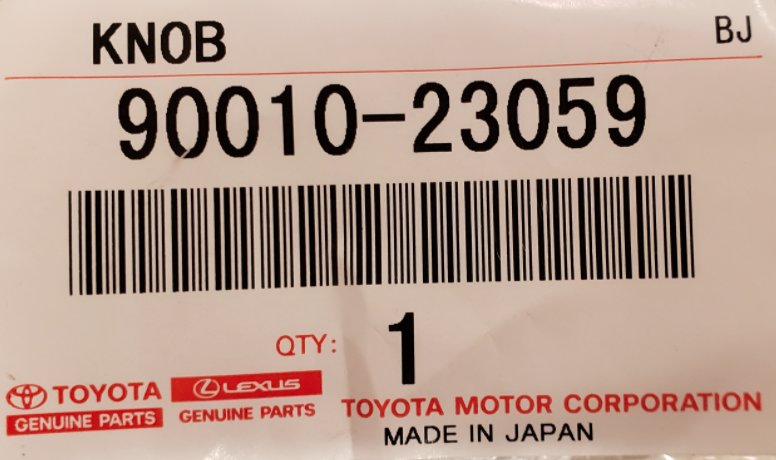 KNOB BJ
90010-23059
QTY: 1
TOYOTA LEXUS
GENUINE PARTS GENUINE PARTS
TOYOTA MOTOR CORPORATION
MADE IN JAPAN